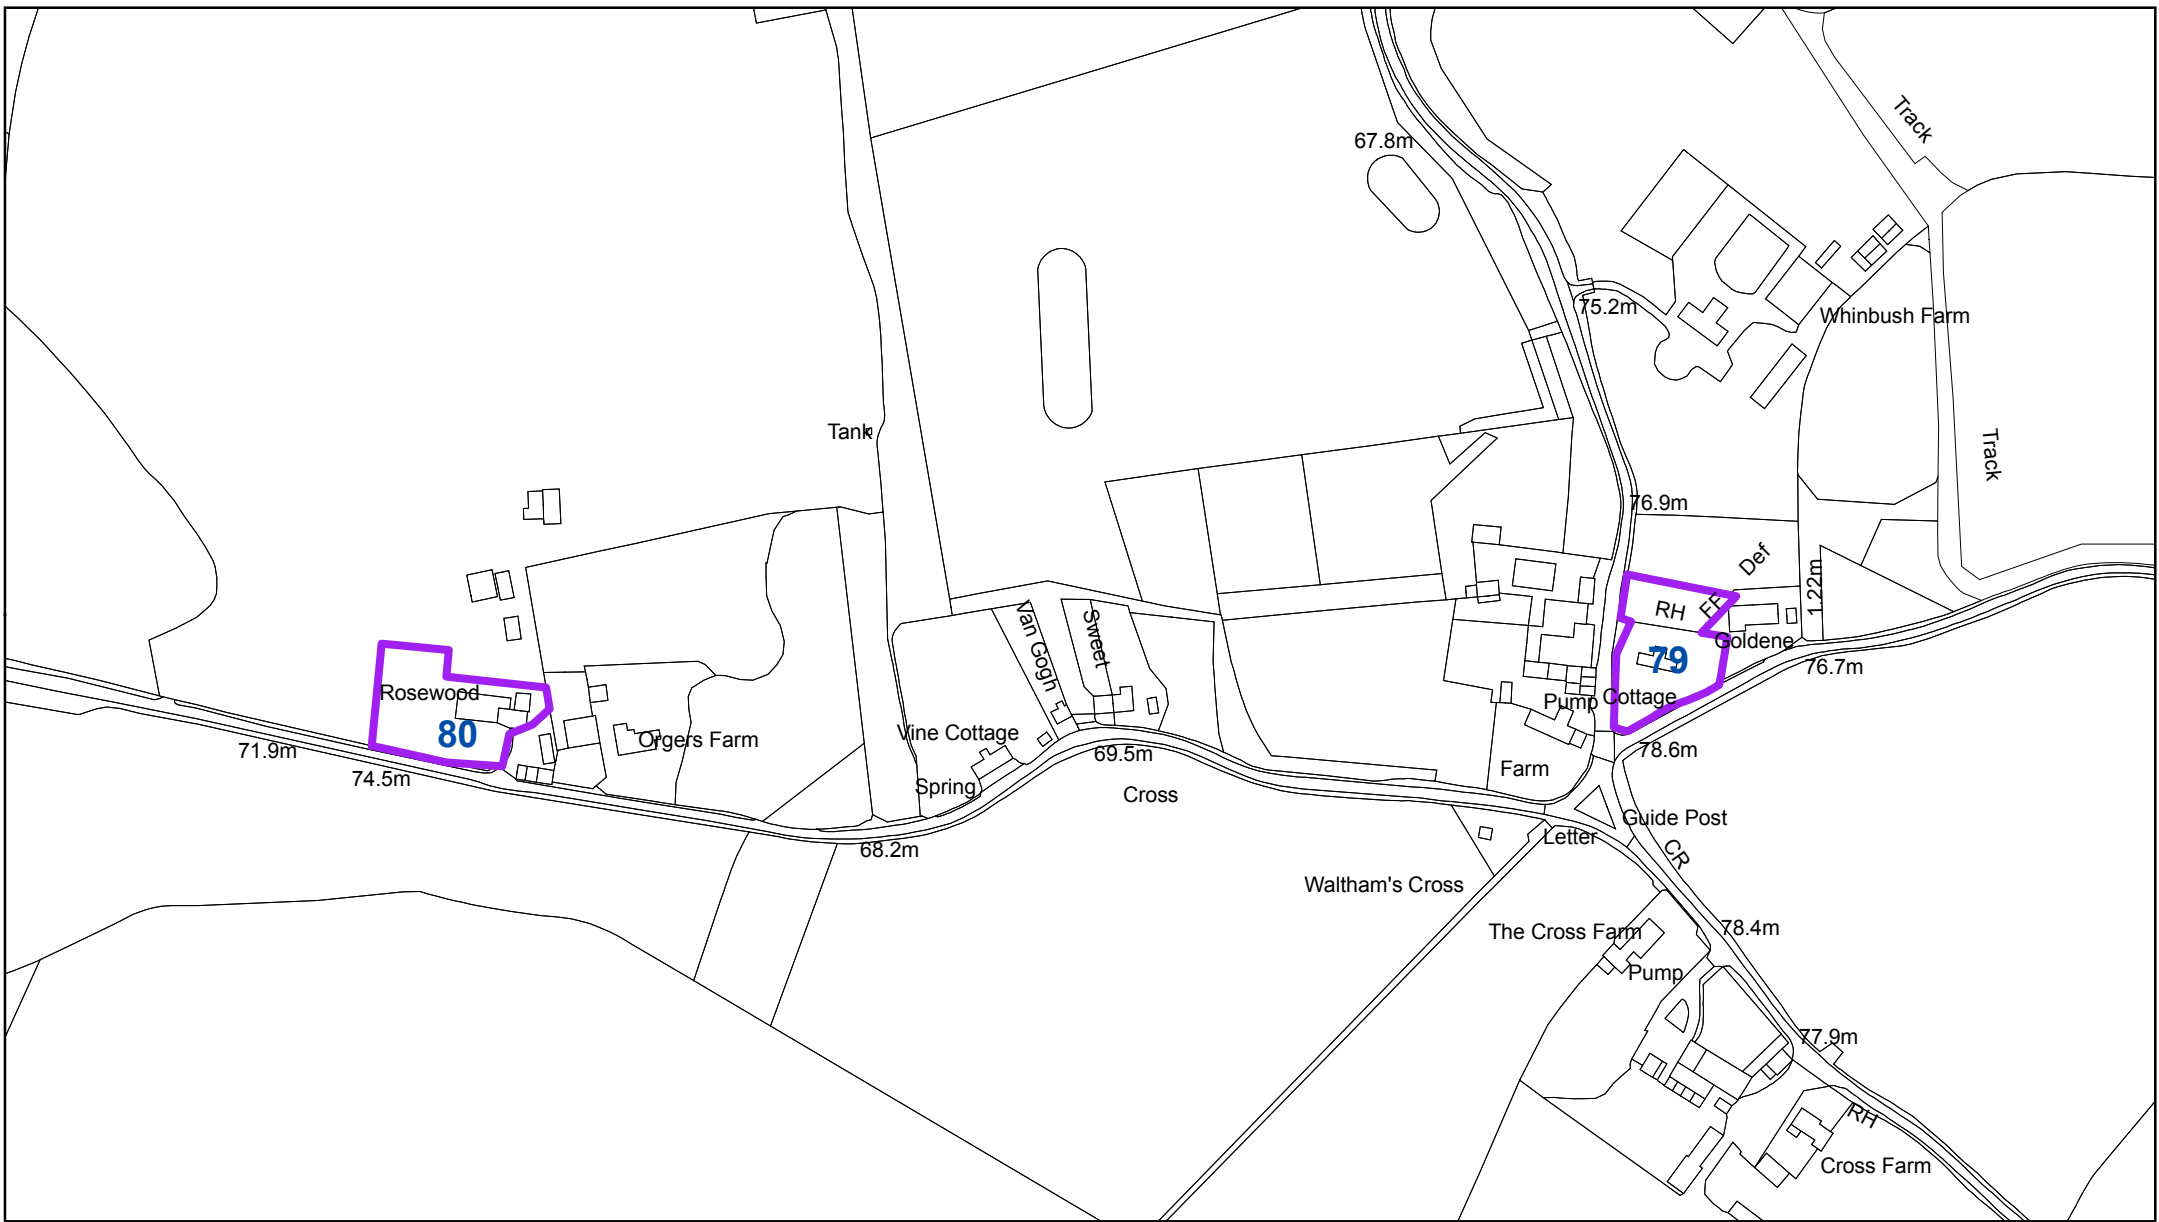 Track
67.8m
75.2m
Whinbush Farm
Tank
Track
76.9m
Def
1.22m
RH
FF
Goldene
79
76.7m
Van Gogh
Sweet
Rosewood
80
Pump
Cottage
Vine Cottage
Orgers Farm
71.9m
74.5m
69.5m
78.6m
Farm
Spring
Cross
Guide Post
Letter
CR
68.2m
Waltham's Cross
The Cross Farm
78.4m
Pump
77.9m
RH
Cross Farm